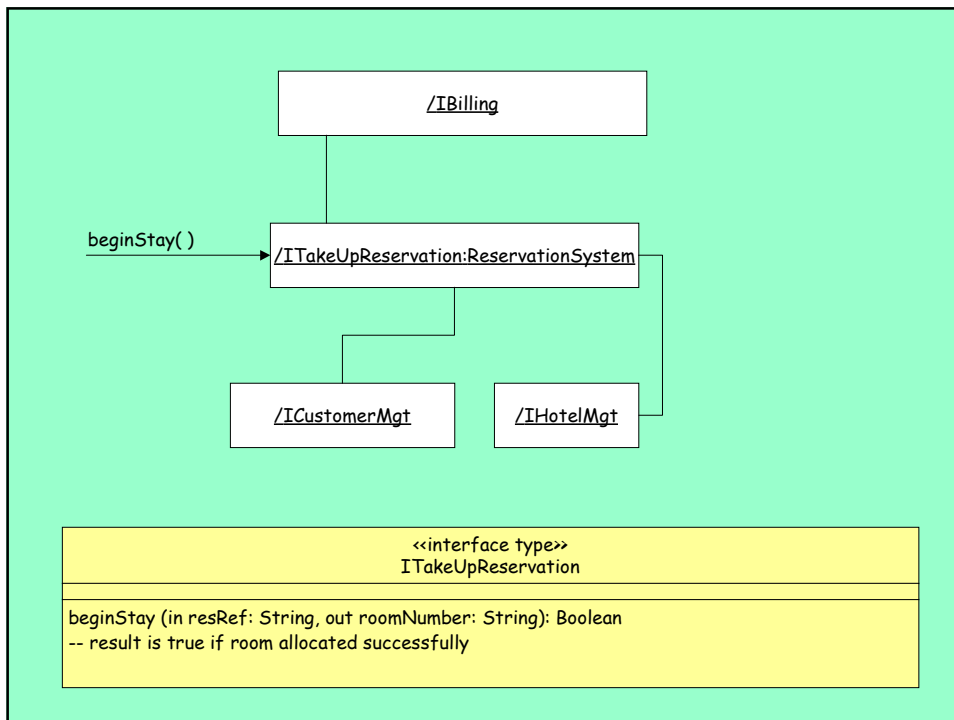 /IBilling
beginStay( )
/ITakeUpReservation:ReservationSystem
/ICustomerMgt
/IHotelMgt
«interface type»
ITakeUpReservation
beginStay (in resRef: String, out roomNumber: String): Boolean
-- result is true if room allocated successfully